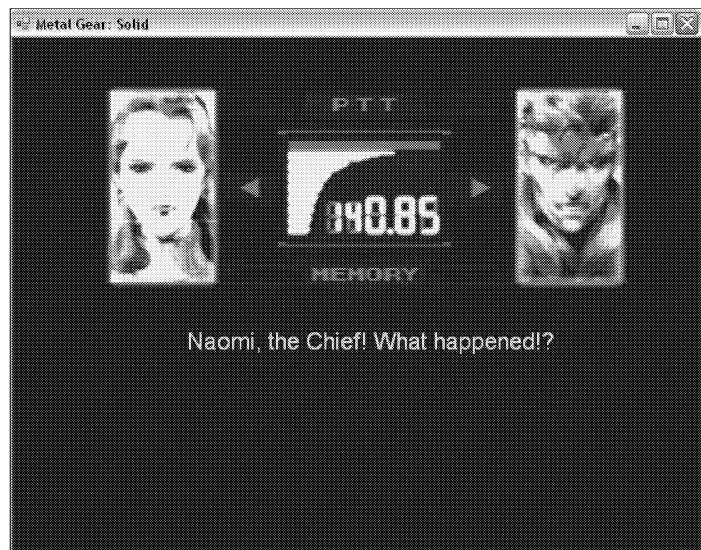 Metal Gear: Solid
PTT
140.85
MEMORY
Naomi, the Chief! What happened!?